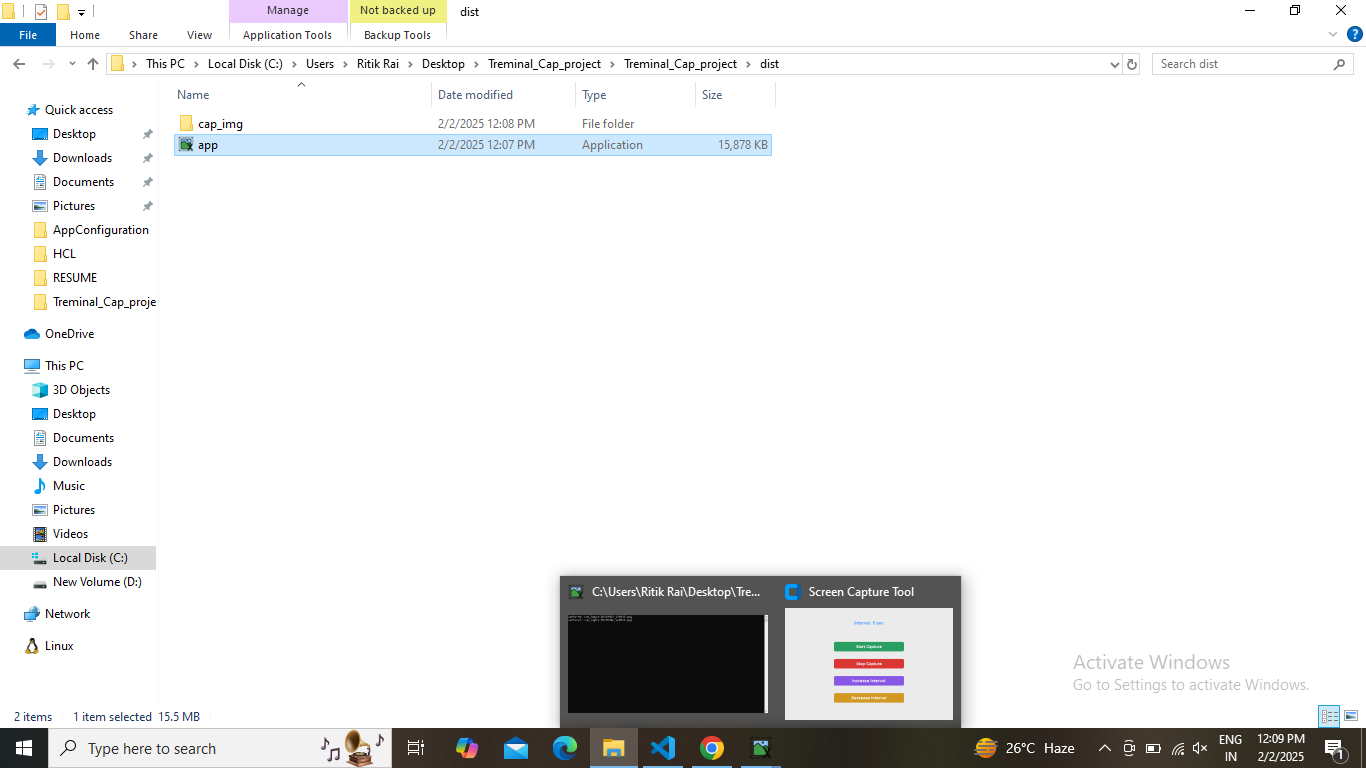 Manage
Not backed up
dist
File
Home
Share
View
Application Tools
Backup Tools
This PC
Local Disk (C:)
Users
Ritik Rai
Desktop
Treminal_Cap_project
Treminal_Cap_project
dist
Search dist
Name
Date modified
Type
Size
cap_img
2/2/2025 12:08 PM
File folder
app
2/2/2025 12:07 PM
Application
15,878 KB
Quick access
Desktop
Downloads
Documents
Pictures
AppConfiguration
HCL
RESUME
Treminal_Cap_proje
OneDrive
This PC
3D Objects
Desktop
Documents
Downloads
Music
Pictures
Videos
Local Disk (C:)
New Volume (D:)
Network
Linux
C:\Users\Ritik Rai\Desktop\Tre...
Screen Capture Tool
Start Capture
Stop Capture
Increase Interval
Decrease Interval
Activate Windows
Go to Settings to activate Windows.
2 items
1 item selected 15.5 MB
Type here to search
26°C Haze
ENG
IN
12:09 PM
2/2/2025
1